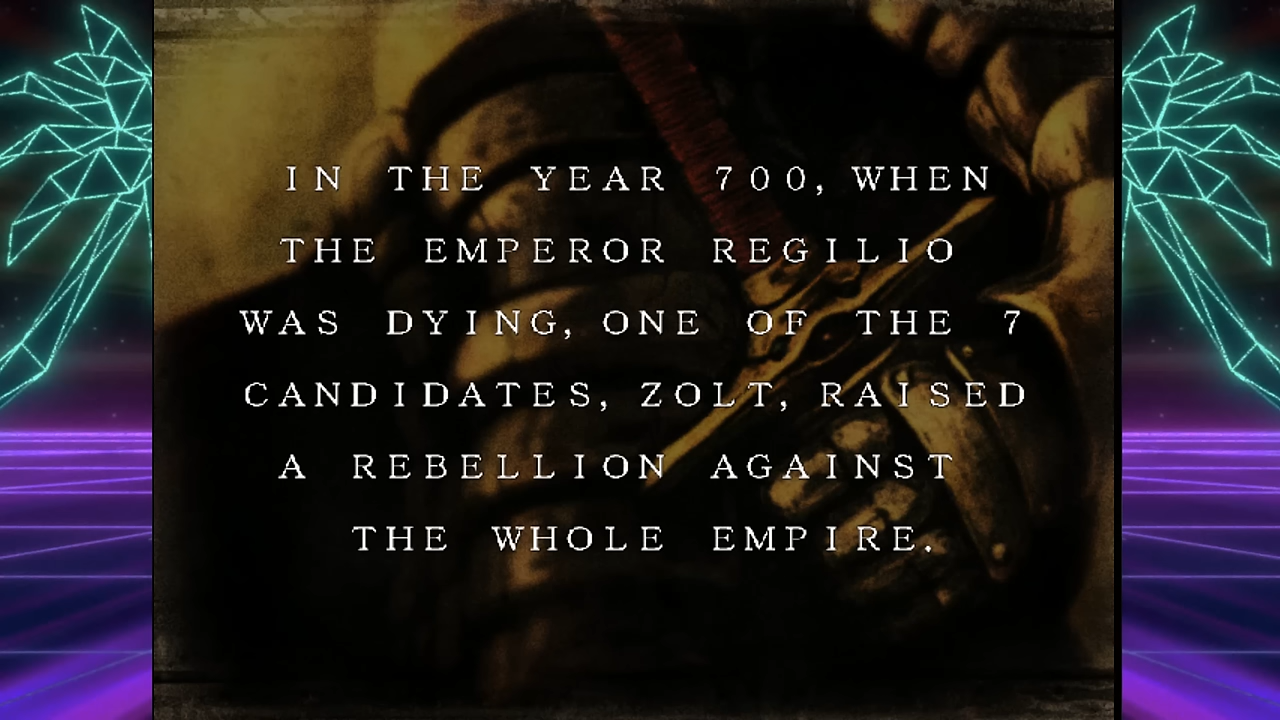 IN THE YEAR 700, WHEN
THE EMPEROR REGILIO
WAS DYING, ONE OF THE 7
CANDIDATES, ZOLT, RAISED
A REBELLION AGAINST
THE WHOLE EMPIRE.